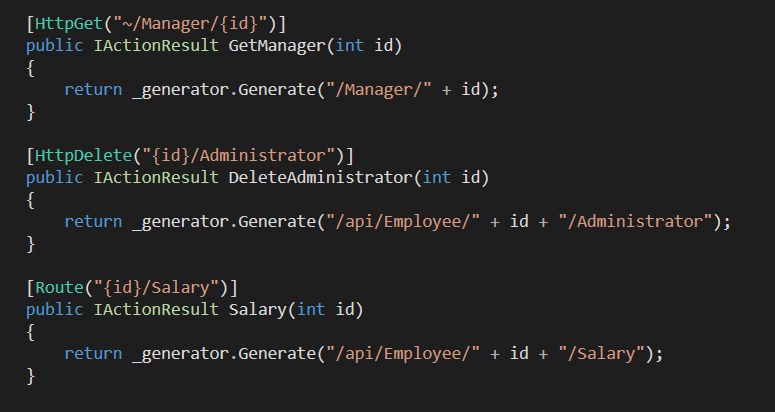 [HttpGet("~/Manager/{id}")]
public IActionResult GetManager(int id)
{
    return _generator.Generate("/Manager/" + id);
}

[HttpDelete("{id}/Administrator")]
public IActionResult DeleteAdministrator(int id)
{
    return _generator.Generate("/api/Employee/" + id + "/Administrator");
}

[Route("{id}/Salary")]
public IActionResult Salary(int id)
{
    return _generator.Generate("/api/Employee/" + id + "/Salary");
}